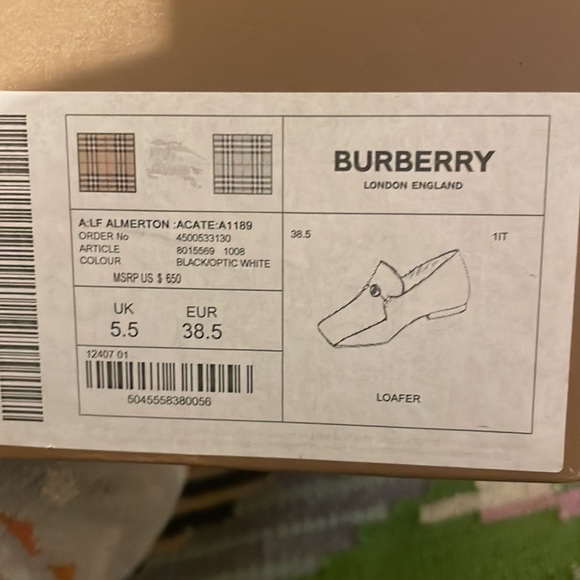 BURBERRY
LONDON ENGLAND
A:LF ALMERTON :ACATE:A1189
ORDER No 4500533130
ARTICLE 8015569 1008
COLOUR BLACK/OPTIC WHITE
MSRP US $ 650
UK EUR
5.5 38.5
12407 01
5045558380056
38.5 1IT
LOAFER